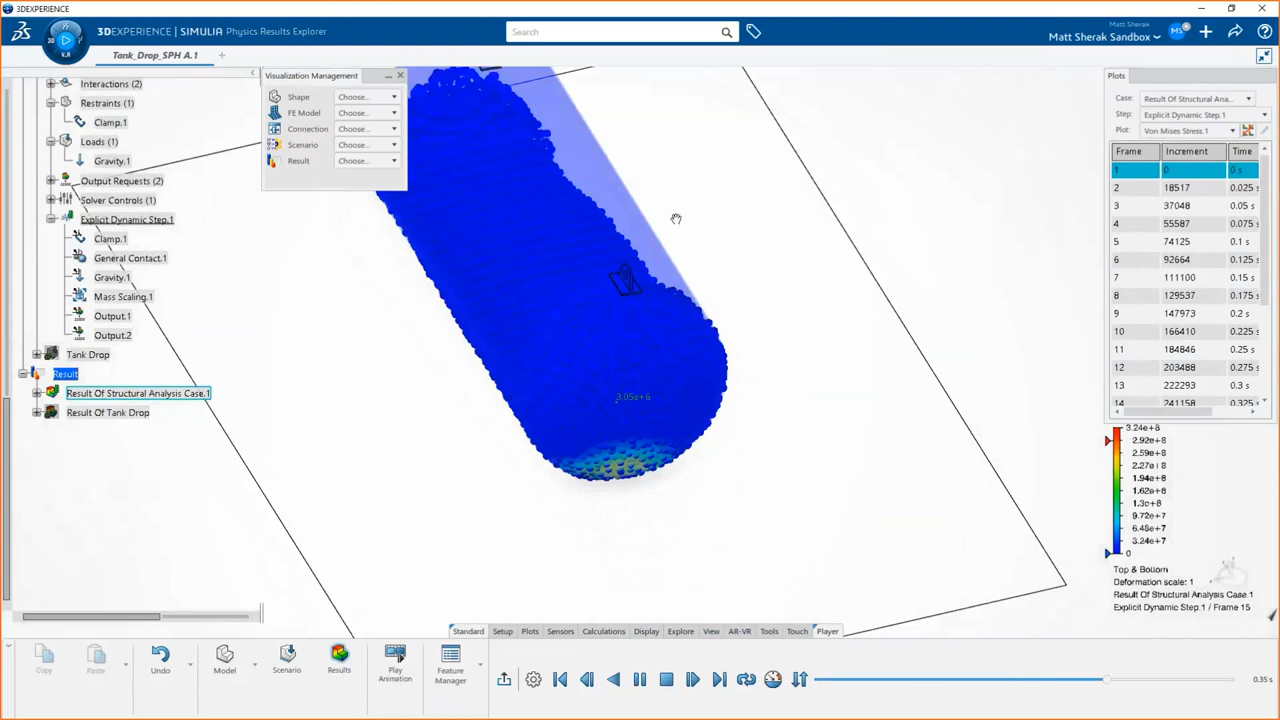 3DEXPERIENCE
3DEXPERIENCE | SIMULIA Physics Results Explorer
Search
Matt Sherak
Matt Sherak Sandbox
MS
3D
V.R
Tank_Drop_SPH A.1
Interactions (2)
Restraints (1)
Clamp.1
Loads (1)
Gravity.1
Output Requests (2)
Solver Controls (1)
Explicit Dynamic Step.1
Clamp.1
General Contact.1
Gravity.1
Mass Scaling.1
Output.1
Output.2
Tank Drop
Result
Result Of Structural Analysis Case.1
Result Of Tank Drop
Visualization Management
Shape Choose...
FE Model Choose...
Connection Choose...
Scenario Choose...
Result Choose...
3.05e+6
Plots
Case: Result Of Structural Ana...
Step: Explicit Dynamic Step.1
Plot: Von Mises Stress.1
Frame Increment Time
1 0 0 s
2 18517 0.025 s
3 37048 0.05 s
4 55587 0.075 s
5 74125 0.1 s
6 92664 0.125 s
7 111100 0.15 s
8 129537 0.175 s
9 147973 0.2 s
10 166410 0.225 s
11 184846 0.25 s
12 203488 0.275 s
13 222293 0.3 s
14 241158 0.325 s
3.24e+8
2.92e+8
2.59e+8
2.27e+8
1.94e+8
1.62e+8
1.3e+8
9.72e+7
6.48e+7
3.24e+7
0
Top & Bottom
Deformation scale: 1
Result Of Structural Analysis Case.1
Explicit Dynamic Step.1 / Frame 15
Standard Setup Plots Sensors Calculations Display Explore View AR-VR Tools Touch Player
Copy Paste Undo Model Scenario Results Play Animation Feature Manager
0.35 s